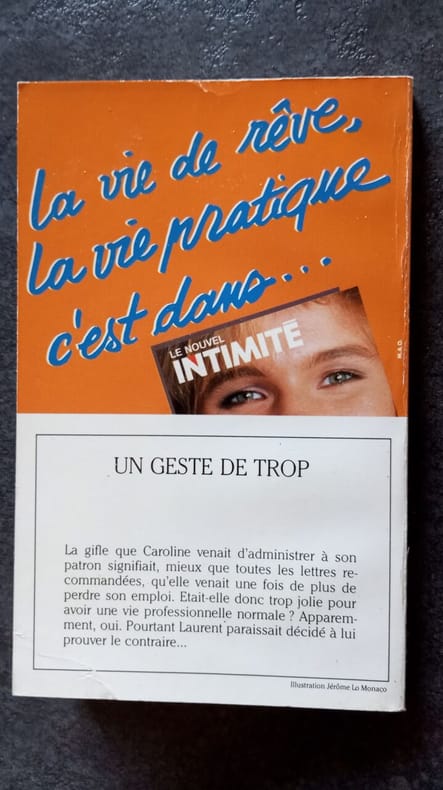 la vie de rêve,
la vie pratique
c'est dans...
LE NOUVEL
INTIMITÉ
M.A.D.
UN GESTE DE TROP
La gifle que Caroline venait d'administrer à son
patron signifiait, mieux que toutes les lettres re-
commandées, qu'elle venait une fois de plus de
perdre son emploi. Etait-elle donc trop jolie pour
avoir une vie professionnelle normale ? Apparem-
ment, oui. Pourtant Laurent paraissait décidé à lui
prouver le contraire...
Illustration Jérôme Lo Monaco